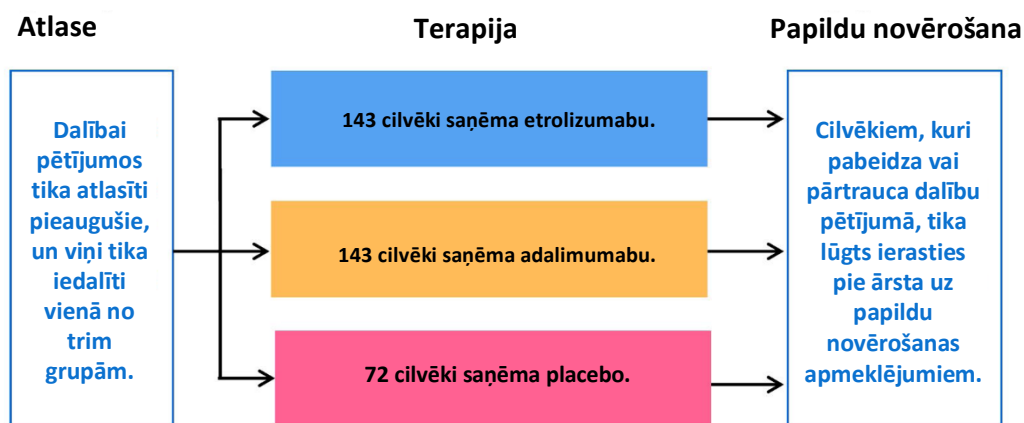 Atlase
Terapija
Papildu novērošana
Dalībai
pētījumos
tika atlasīti
pieaugušie,
un viņi tika
iedalīti
vienā no
trim
grupām.
143 cilvēki saņēma etrolizumabu.
143 cilvēki saņēma adalimumabu.
72 cilvēki saņēma placebo.
Cilvēkiem, kuri
pabeidza vai
pārtrauca dalību
pētījumā, tika
lūgts ierasties
pie ārsta uz
papildu
novērošanas
apmeklējumiem.